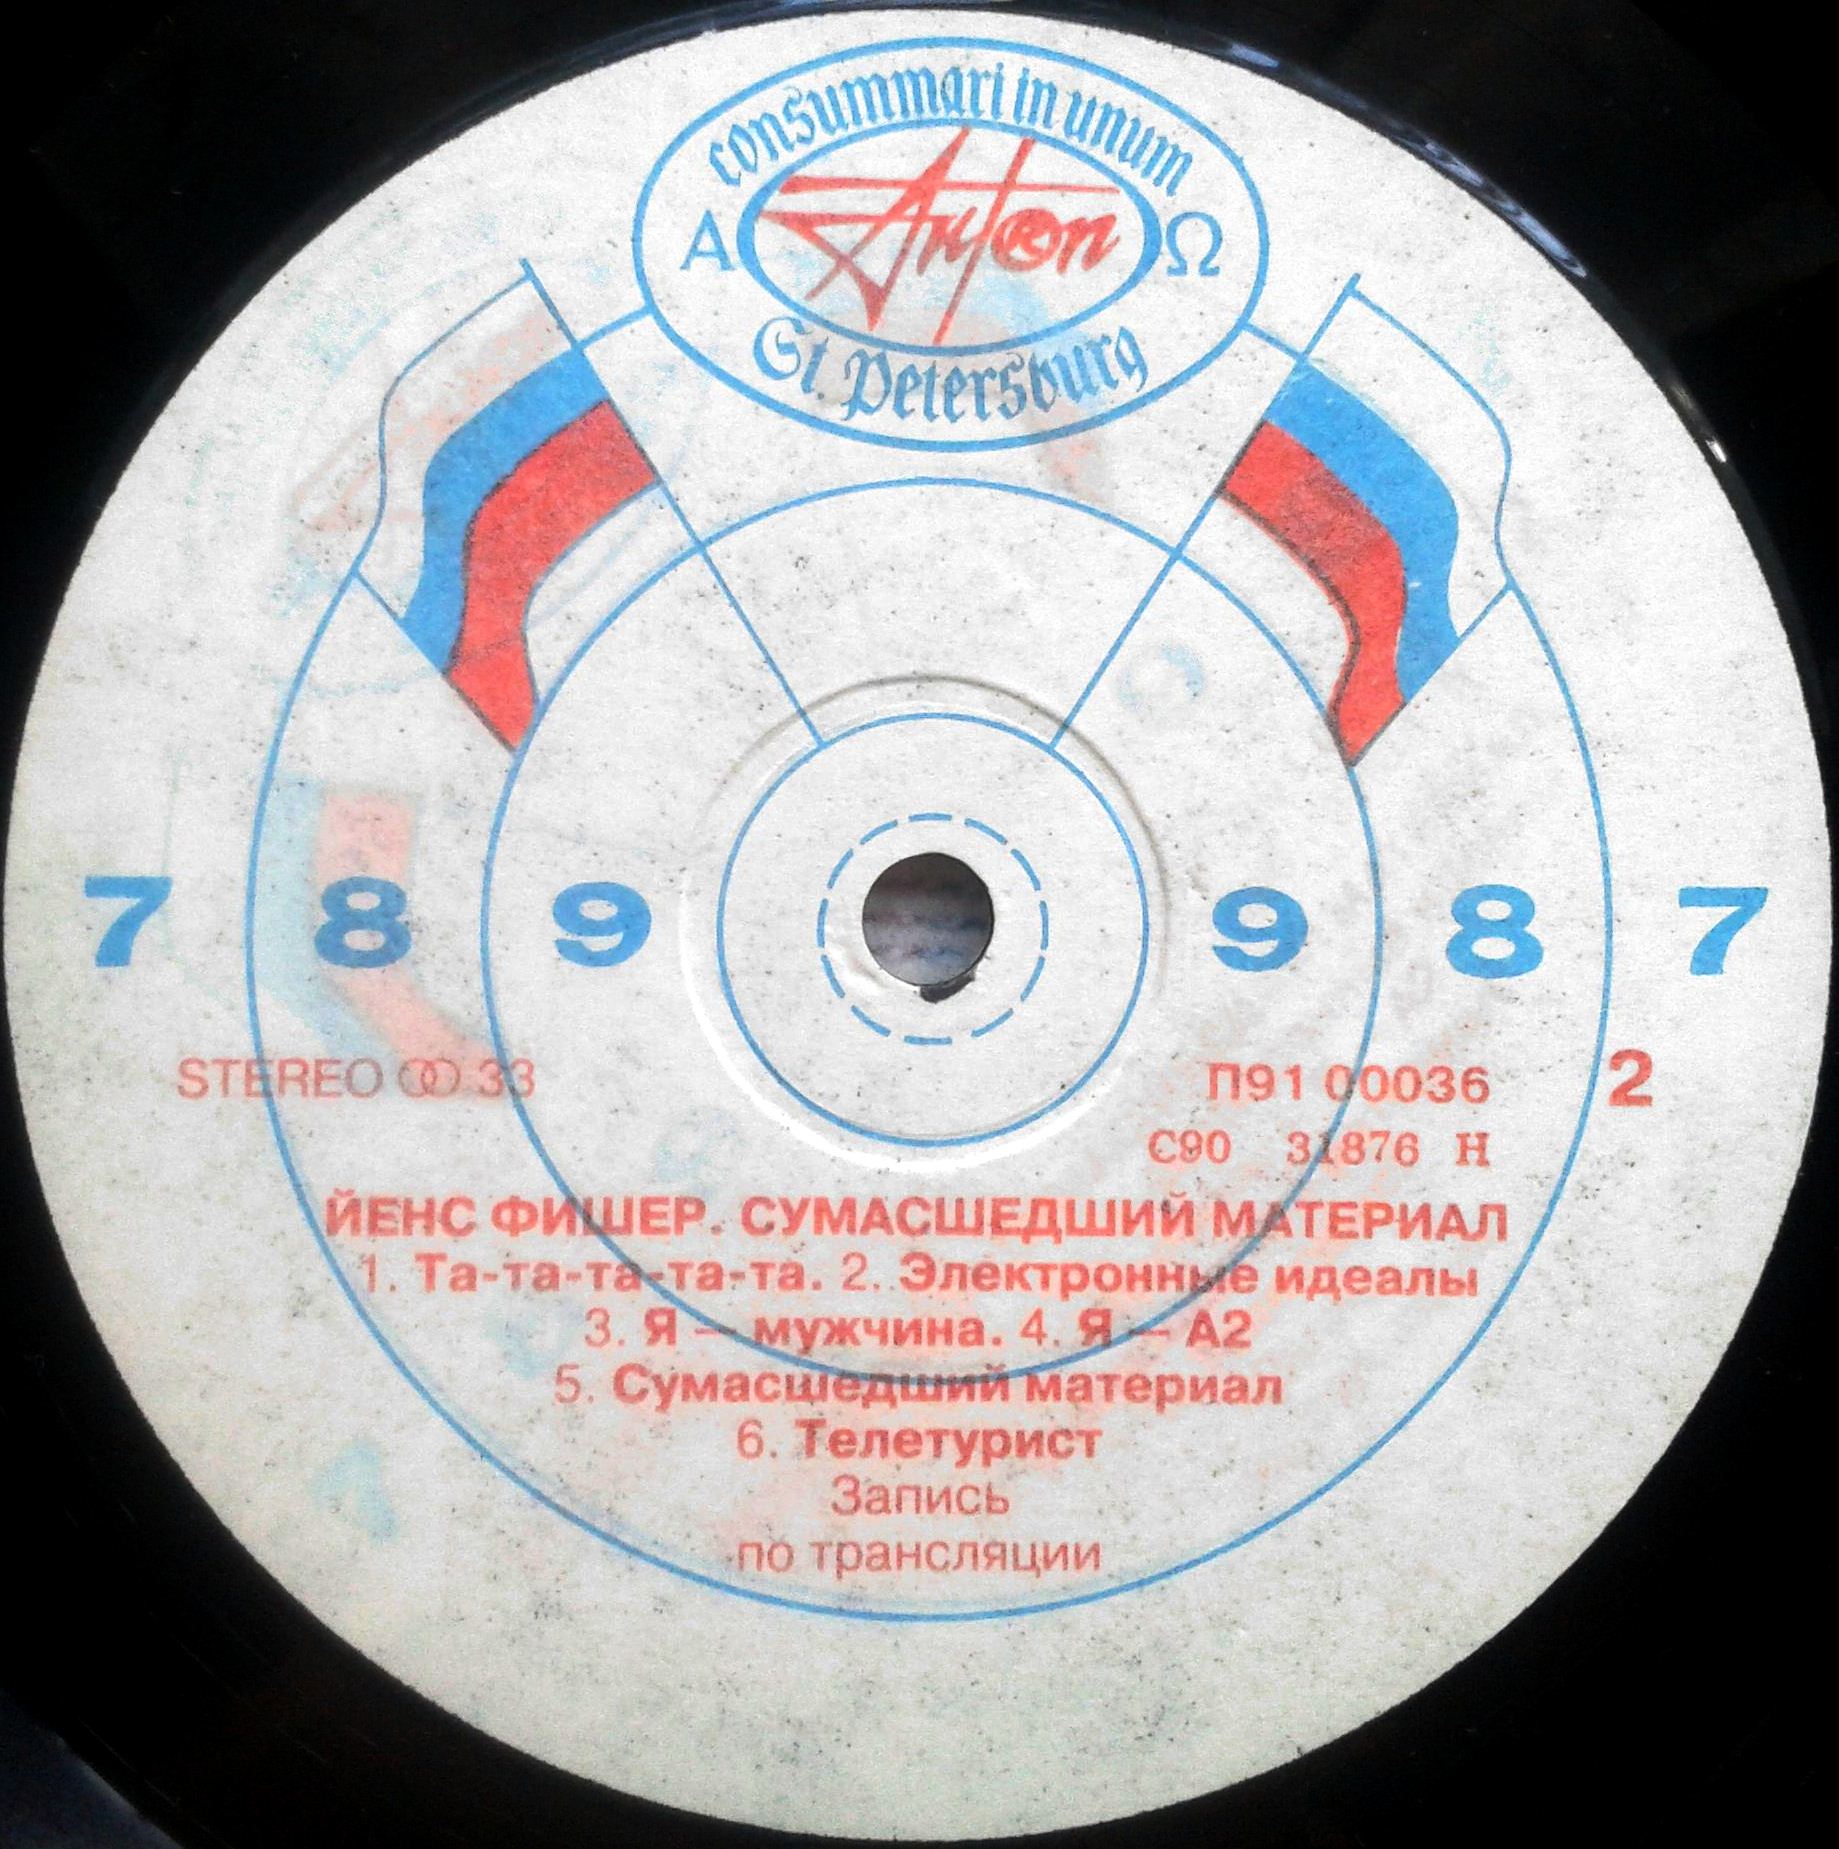 consummari in unum
Α Anton Ω
St. Petersburg
7 8 9 9 8 7
STEREO 33 П91 00036 2
С90 31876 Н
ЙЕНС ФИШЕР. СУМАСШЕДШИЙ МАТЕРИАЛ
1. Та-та-та-та-та. 2. Электронные идеалы
3. Я — мужчина. 4. Я — А2
5. Сумасшедший материал
6. Телетурист
Запись
по трансляции